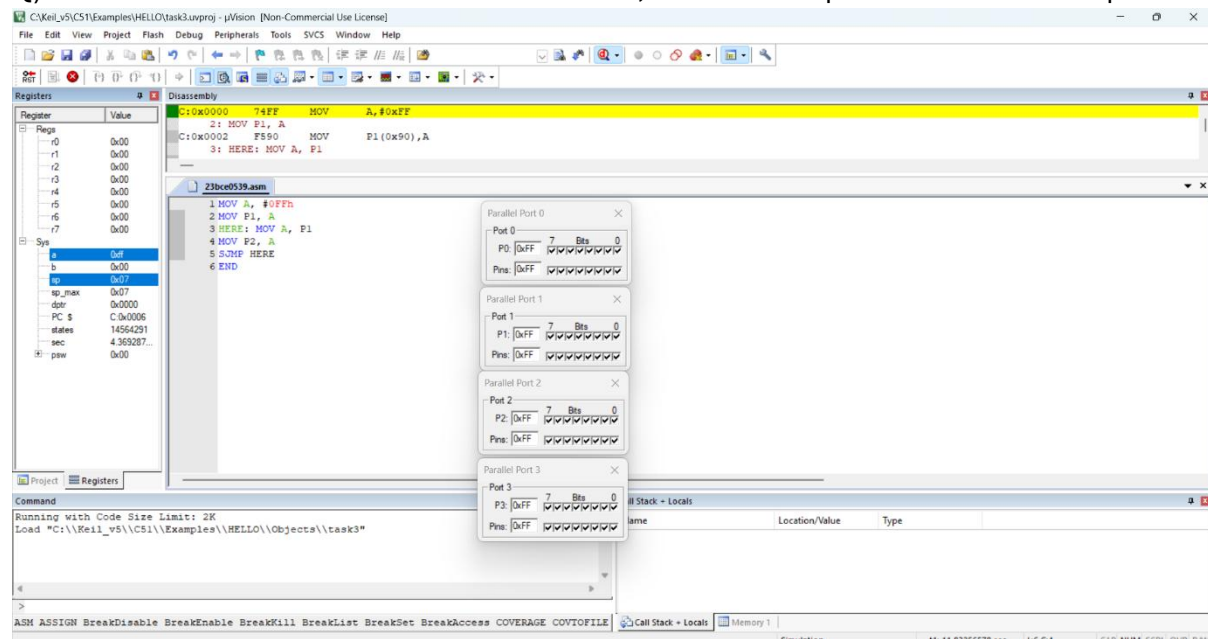 C:\Keil_v5\C51\Examples\HELLO\task3.uvproj - µVision [Non-Commercial Use License]
File Edit View Project Flash Debug Peripherals Tools SVCS Window Help
RST
Registers
Register Value
Regs
r0 0x00
r1 0x00
r2 0x00
r3 0x00
r4 0x00
r5 0x00
r6 0x00
r7 0x00
Sys
a 0xff
b 0x00
sp 0x07
sp_max 0x07
dptr 0x0000
PC $ C:0x0006
states 14564291
sec 4.369287...
psw 0x00
Project Registers
Disassembly
C:0x0000 74FF MOV A,#0xFF
2: MOV P1, A
C:0x0002 F590 MOV P1(0x90),A
3: HERE: MOV A, P1
23bce0539.asm
1 MOV A, #0FFh
2 MOV P1, A
3 HERE: MOV A, P1
4 MOV P2, A
5 SJMP HERE
6 END
Parallel Port 0
Port 0
7 Bits 0
P0: 0xFF
Pins: 0xFF
Parallel Port 1
Port 1
7 Bits 0
P1: 0xFF
Pins: 0xFF
Parallel Port 2
Port 2
7 Bits 0
P2: 0xFF
Pins: 0xFF
Parallel Port 3
Port 3
7 Bits 0
P3: 0xFF
Pins: 0xFF
Command
Running with Code Size Limit: 2K
Load "C:\\Keil_v5\\C51\\Examples\\HELLO\\Objects\\task3"
>
ASM ASSIGN BreakDisable BreakEnable BreakKill BreakList BreakSet BreakAccess COVERAGE COVTOFILE
all Stack + Locals
Name Location/Value Type
Call Stack + Locals Memory 1